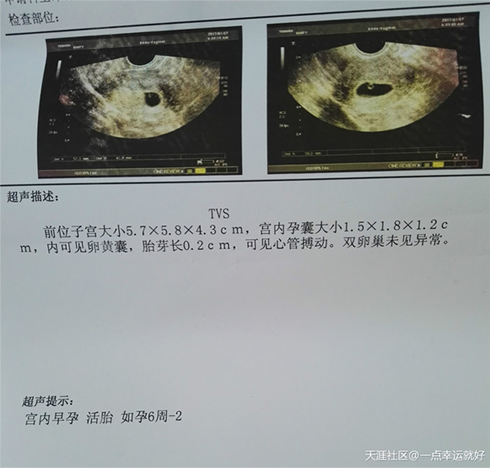 检查部位:
超声描述:
TVS
前位子宫大小5.7×5.8×4.3cm，宫内孕囊大小1.5×1.8×1.2c
m，内可见卵黄囊，胎芽长0.2cm，可见心管搏动。双卵巢未见异常。
超声提示:
宫内早孕 活胎 如孕6周-2
天涯社区@一点幸运就好